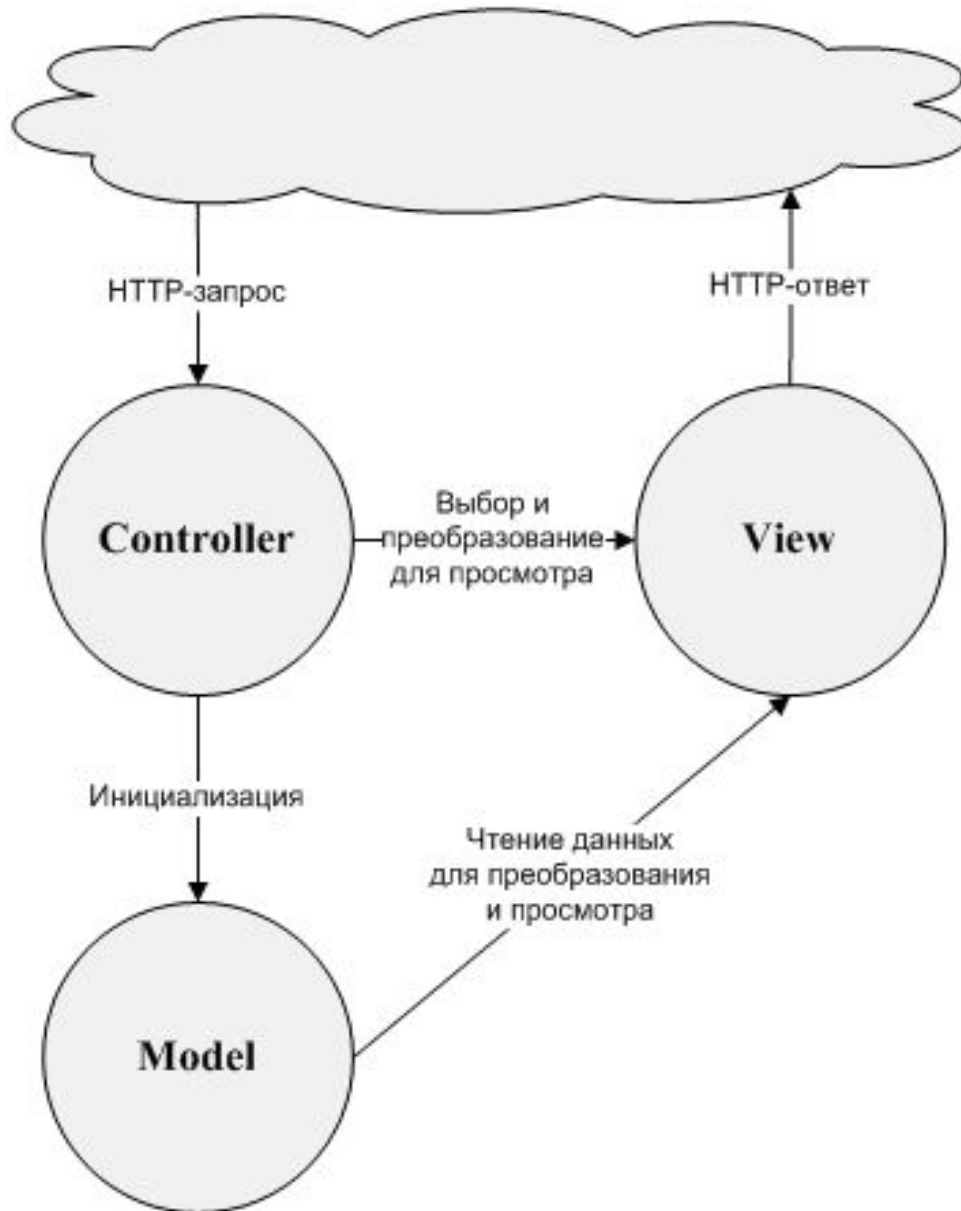 HTTP-запрос
HTTP-ответ
Controller
Выбор и
преобразование
для просмотра
View
Инициализация
Чтение данных
для преобразования
и просмотра
Model